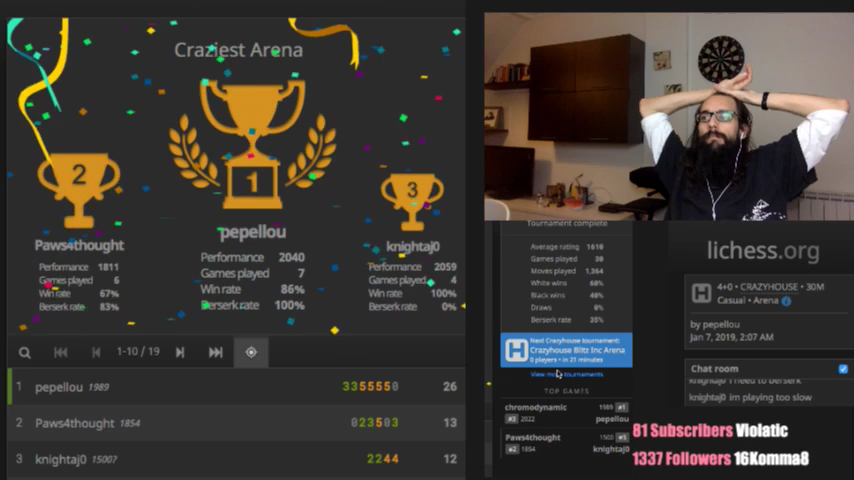 Craziest Arena
2
1
3
Paws4thought
Performance 1811
Games played 6
Win rate 67%
Berserk rate 83%
pepellou
Performance 2040
Games played 7
Win rate 86%
Berserk rate 100%
knightaj0
Performance 2059
Games played 4
Win rate 100%
Berserk rate 0%
1-10 / 19
1 pepellou 1989 3355550 26
2 Paws4thought 1854 023503 13
3 knightaj0 1500? 2244 12
Tournament complete
Average rating 1610
Games played 30
Moves played 1,364
White wins 60%
Black wins 40%
Draws 0%
Berserk rate 35%
Next Crazyhouse tournament:
Crazyhouse Blitz Inc Arena
0 players • in 21 minutes
View more tournaments
TOP GAMES
chromodynamic 1989 #1
#3 2022 pepellou
Paws4thought 1500 #3
#2 1854 knightaj0
lichess.org
4+0 • CRAZYHOUSE • 30M
Casual • Arena
by pepellou
Jan 7, 2019, 2:07 AM
Chat room
knightaj0 i need to berserk
knightaj0 im playing too slow
81 Subscribers Violatic
1337 Followers 16Komma8